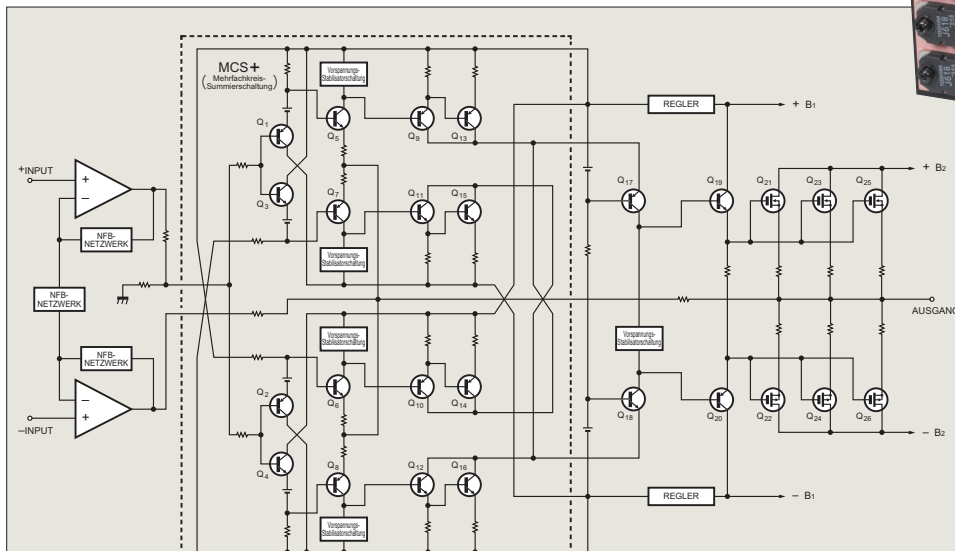 MCS+
( Mehrfachkreis-
Summierschaltung )
Vorspannungs-
Stabilisatorschaltung
Q1
Q5
Q9
Q13
REGLER
+ B1
J618
J618
+INPUT
+
−
NFB-
NETZWERK
Q3
Q7
Q11
Q15
Q17
Q19
Q21
Q23
Q25
+ B2
Vorspannungs-
Stabilisatorschaltung
NFB-
NETZWERK
AUSGANG
NFB-
NETZWERK
−
+
−INPUT
Vorspannungs-
Stabilisatorschaltung
Vorspannungs-
Stabilisatorschaltung
Q2
Q6
Q10
Q14
Q18
Q20
Q22
Q24
Q26
− B2
Q4
Q8
Q12
Q16
REGLER
− B1
Vorspannungs-
Stabilisatorschaltung